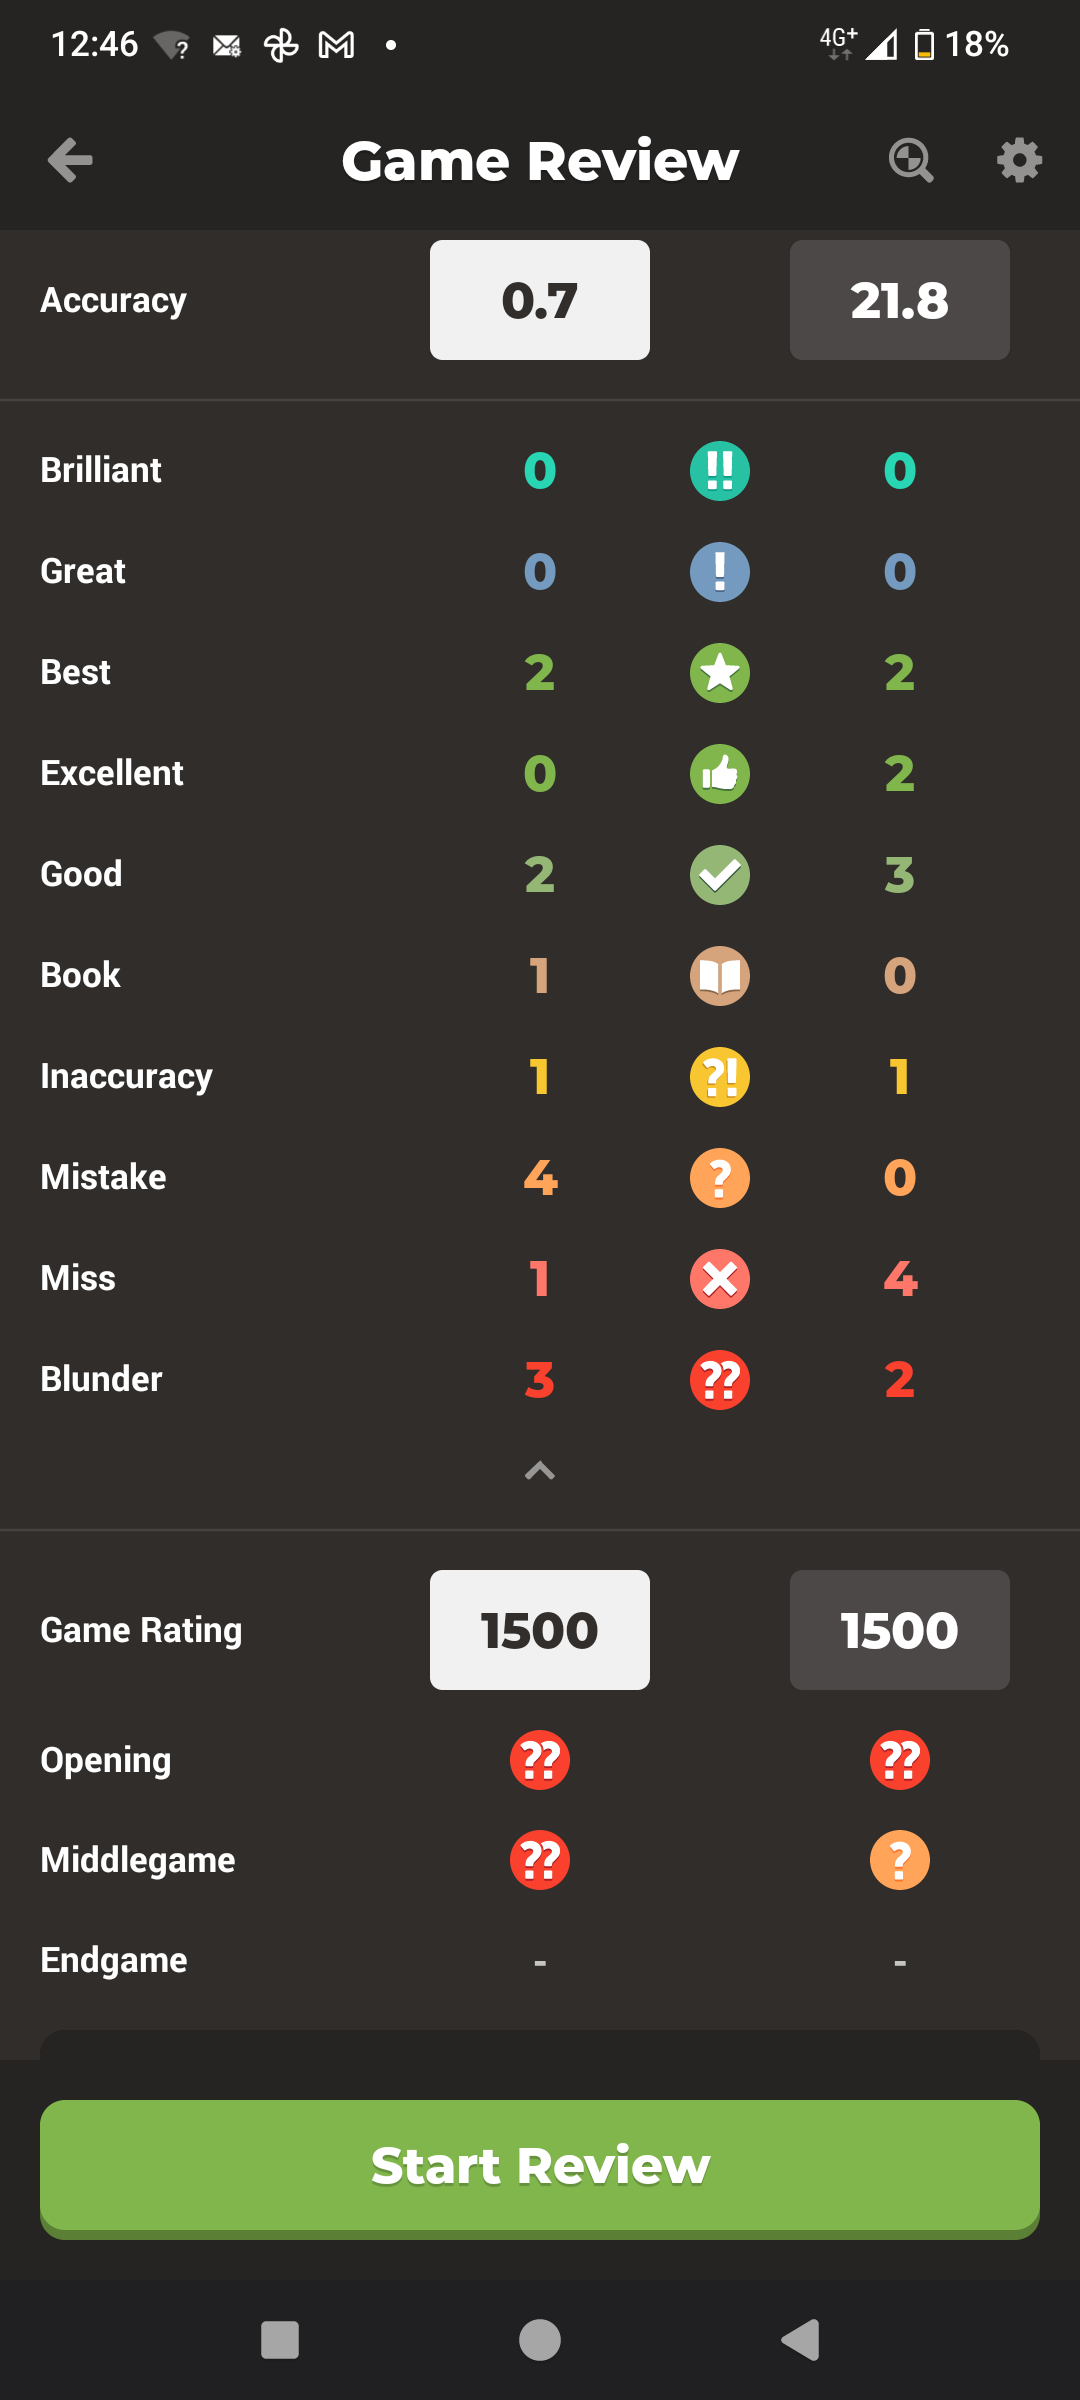 12:46 4G+ 18%
Game Review
Accuracy 0.7 21.8
Brilliant 0 !! 0
Great 0 ! 0
Best 2 2
Excellent 0 2
Good 2 3
Book 1 0
Inaccuracy 1 ?! 1
Mistake 4 ? 0
Miss 1 4
Blunder 3 ?? 2
Game Rating 1500 1500
Opening ?? ??
Middlegame ?? ?
Endgame - -
Start Review